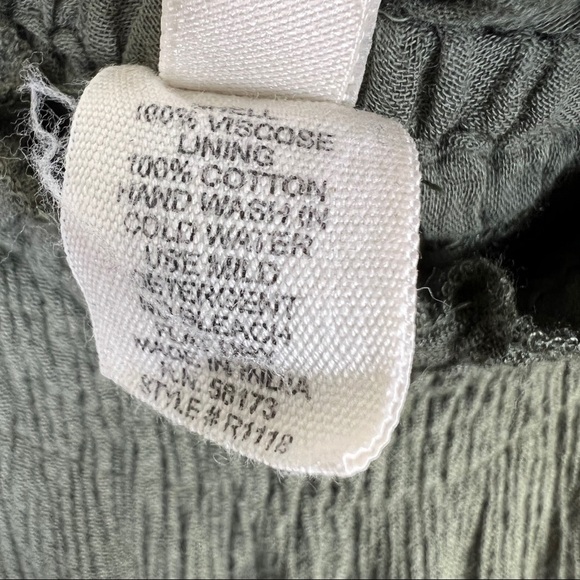 SHELL
100% VISCOSE
LINING
100% COTTON
HAND WASH IN
COLD WATER
USE MILD
DETERGENT
BLEACH
MADE IN INDIA
58173
STYLE# R1118